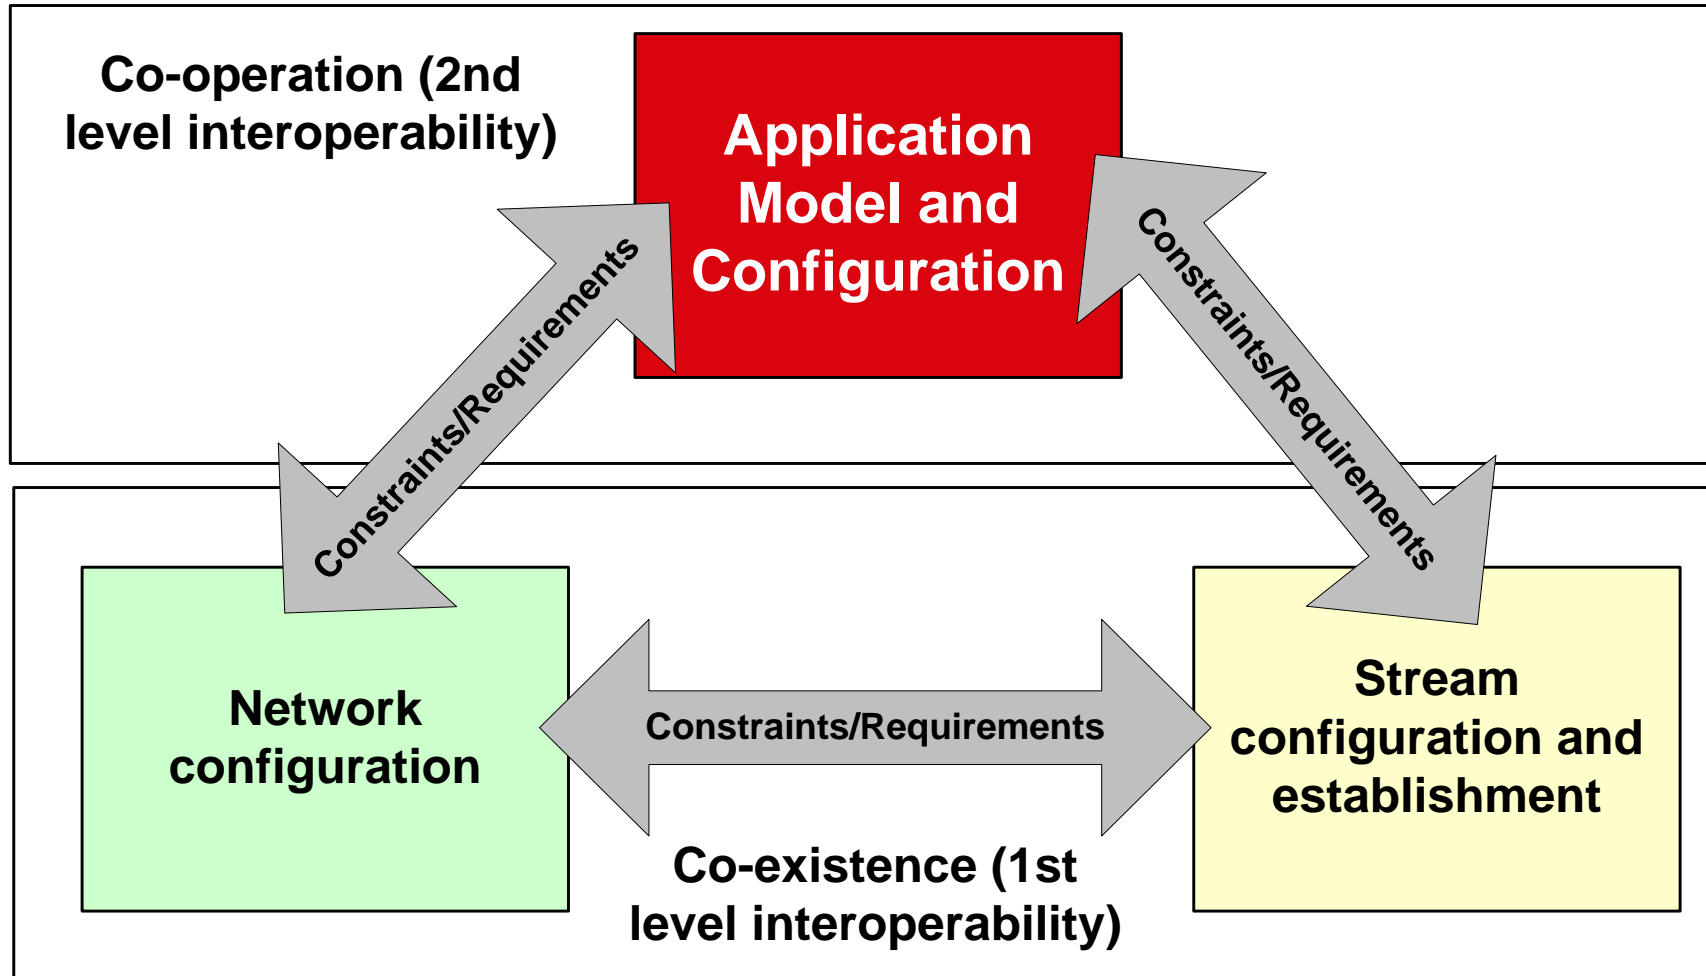 Co-operation (2nd
level interoperability)
Application
Model and
Configuration
Constraints/Requirements
Constraints/Requirements
Network
configuration
Constraints/Requirements
Stream
configuration and
establishment
Co-existence (1st
level interoperability)